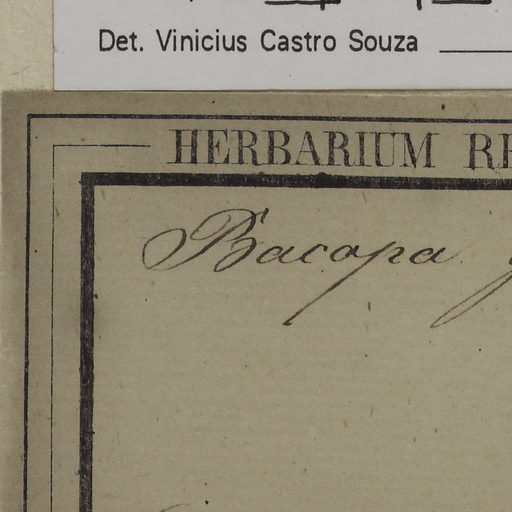 Det. Vinicius Castro Souza
HERBARIUM
Bacopa